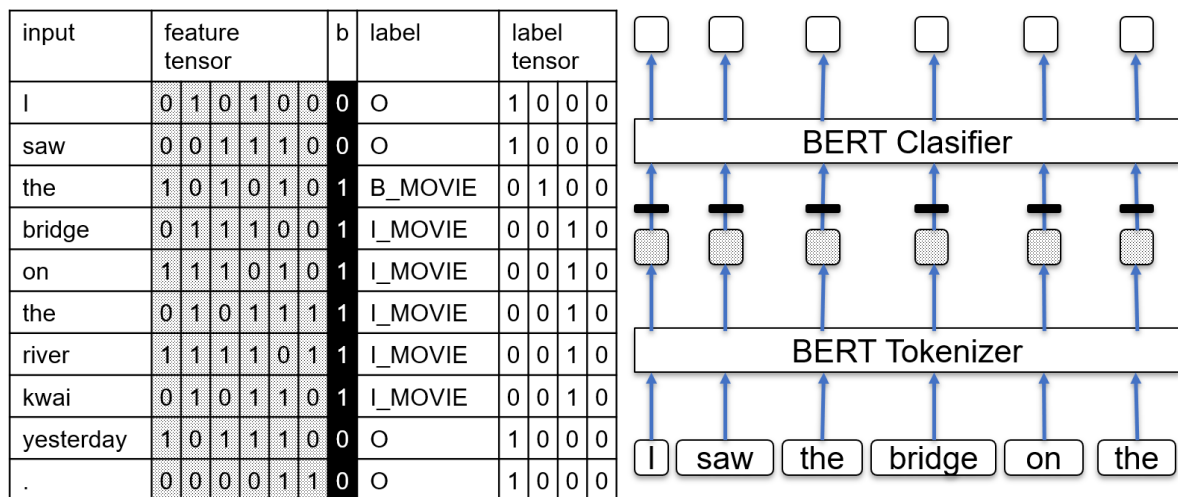 input feature tensor b label label tensor
I 0 1 0 1 0 0 0 O 1 0 0 0
saw 0 0 1 1 1 0 0 O 1 0 0 0
the 1 0 1 0 1 0 1 B_MOVIE 0 1 0 0
bridge 0 1 1 1 0 0 1 I_MOVIE 0 0 1 0
on 1 1 1 0 1 0 1 I_MOVIE 0 0 1 0
the 0 1 0 1 1 1 1 I_MOVIE 0 0 1 0
river 1 1 1 1 0 1 1 I_MOVIE 0 0 1 0
kwai 0 1 0 1 1 0 1 I_MOVIE 0 0 1 0
yesterday 1 0 1 1 1 0 0 O 1 0 0 0
. 0 0 0 0 1 1 0 O 1 0 0 0
BERT Clasifier
BERT Tokenizer
I saw the bridge on the